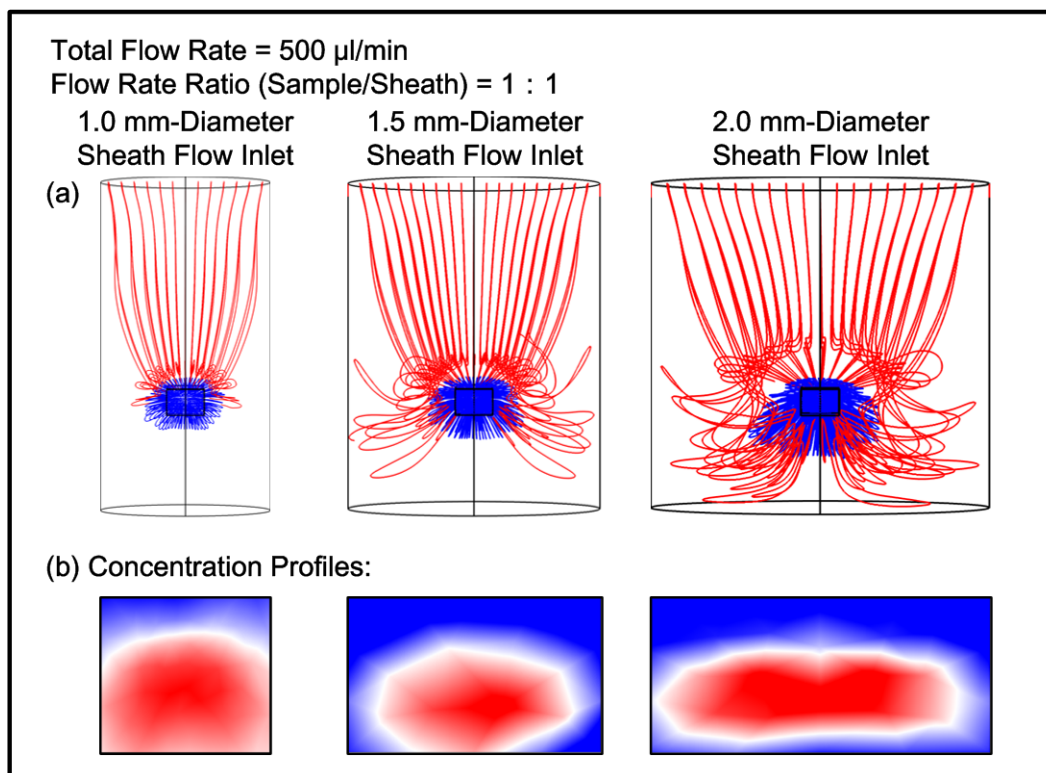 Total Flow Rate = 500 µl/min
Flow Rate Ratio (Sample/Sheath) = 1 : 1
1.0 mm-Diameter
Sheath Flow Inlet
1.5 mm-Diameter
Sheath Flow Inlet
2.0 mm-Diameter
Sheath Flow Inlet
(a)
(b) Concentration Profiles: